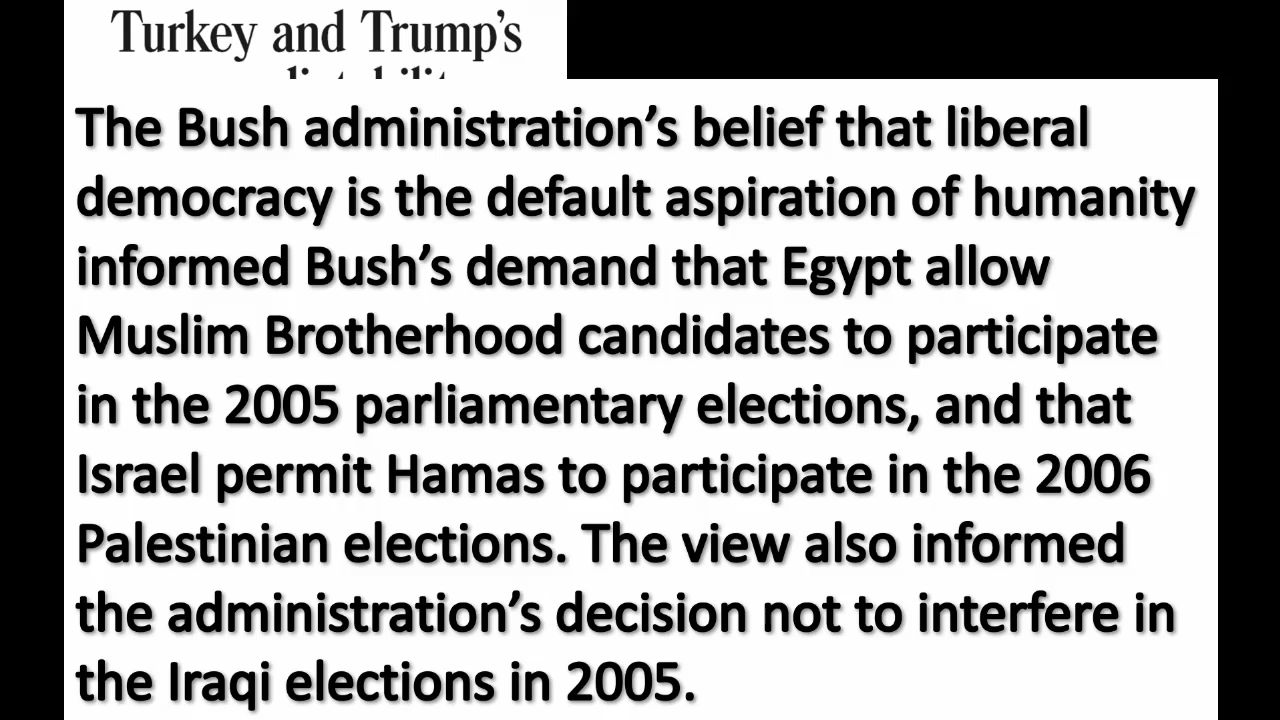 Turkey and Trump's
The Bush administration's belief that liberal
democracy is the default aspiration of humanity
informed Bush's demand that Egypt allow
Muslim Brotherhood candidates to participate
in the 2005 parliamentary elections, and that
Israel permit Hamas to participate in the 2006
Palestinian elections. The view also informed
the administration's decision not to interfere in
the Iraqi elections in 2005.